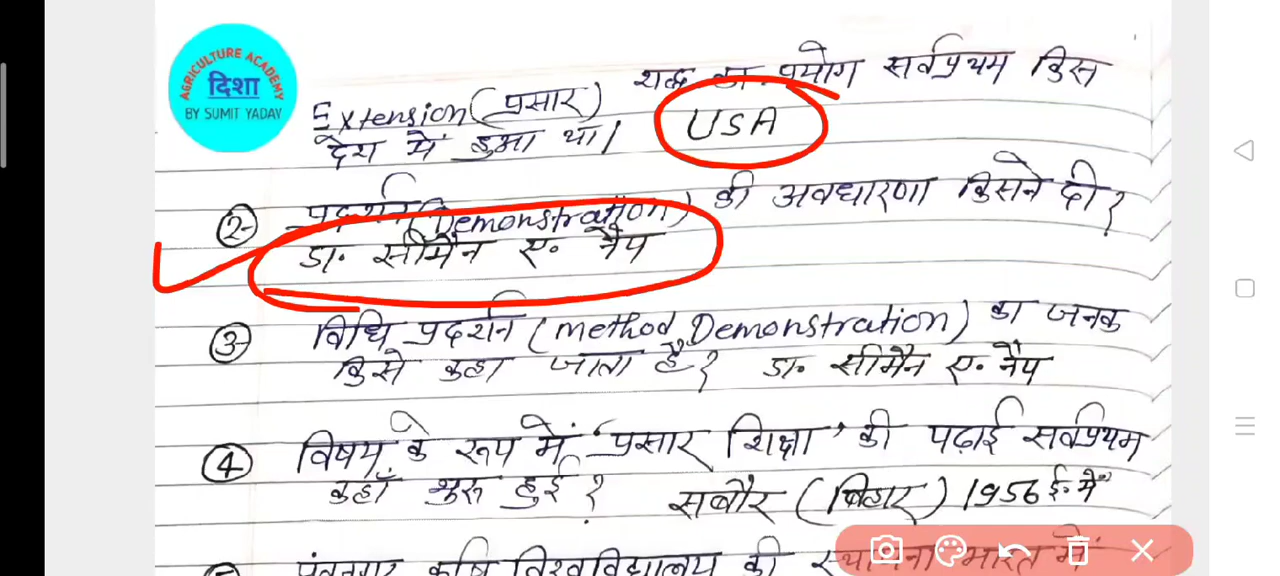 AGRICULTURE ACADEMY
दिशा
BY SUMIT YADAV
Extension (प्रसार) शब्द का प्रयोग सर्वप्रथम किस
देश में हुआ था। USA
②- प्रदर्शन (Demonstration) की अवधारणा किसने दी?
डा. सीमैन ए. नैप
③- विधि प्रदर्शन (method Demonstration) का जनक
किसे कहा जाता है? डा. सीमैन ए. नैप
④ विषय के रूप में 'प्रसार शिक्षा' की पढ़ाई सर्वप्रथम
कहाँ शुरू हुई? सबौर (बिहार) 1956 ई. में
पंतनगर कृषि विश्वविद्यालय की स्थापना भारत में